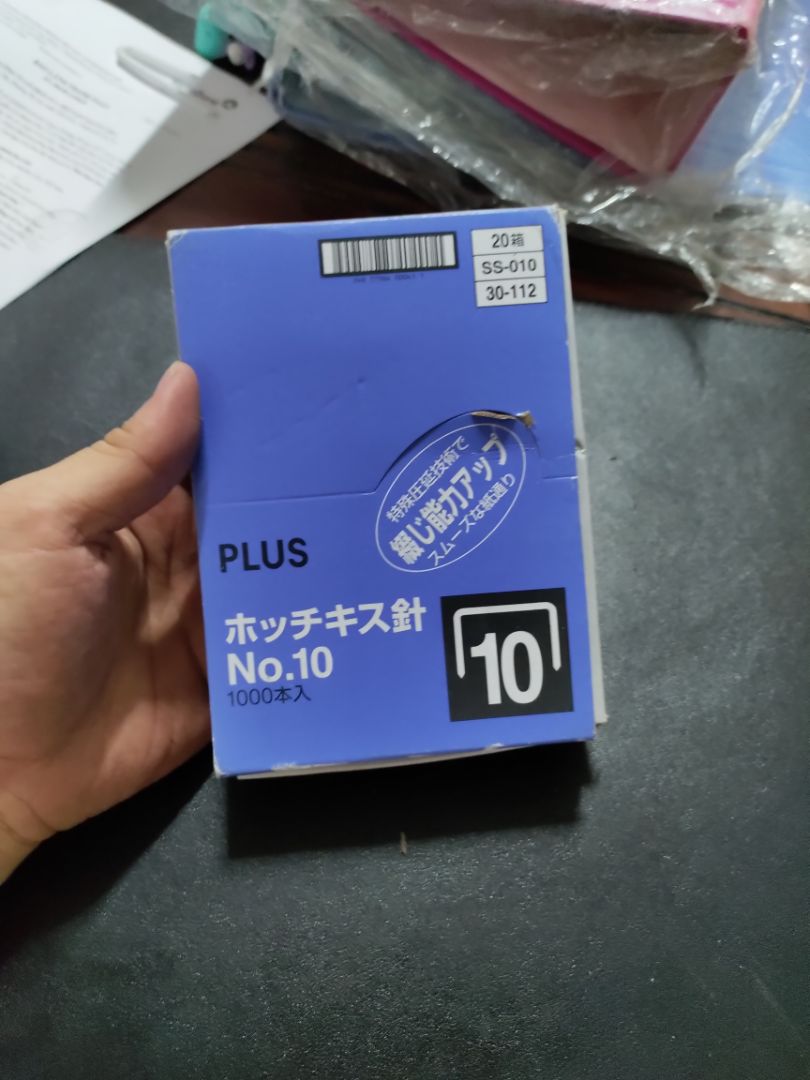 20箱
SS-010
30-112
特殊圧延技術で
綴じ能力アップ
スムーズな紙通り
PLUS
ホッチキス針
No.10
1000本入
10